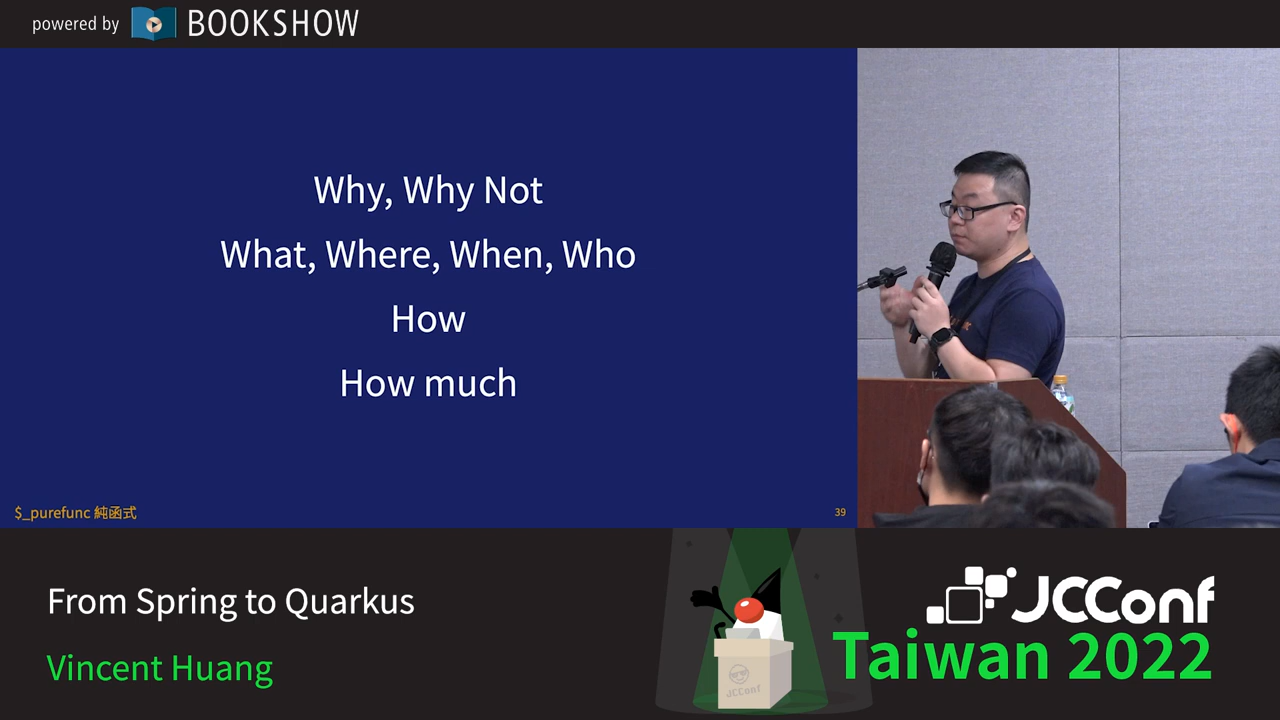 powered by BOOKSHOW
Why, Why Not
What, Where, When, Who
How
How much
$_purefunc 純函式
39
From Spring to Quarkus
Vincent Huang
JCConf
JCConf
Taiwan 2022